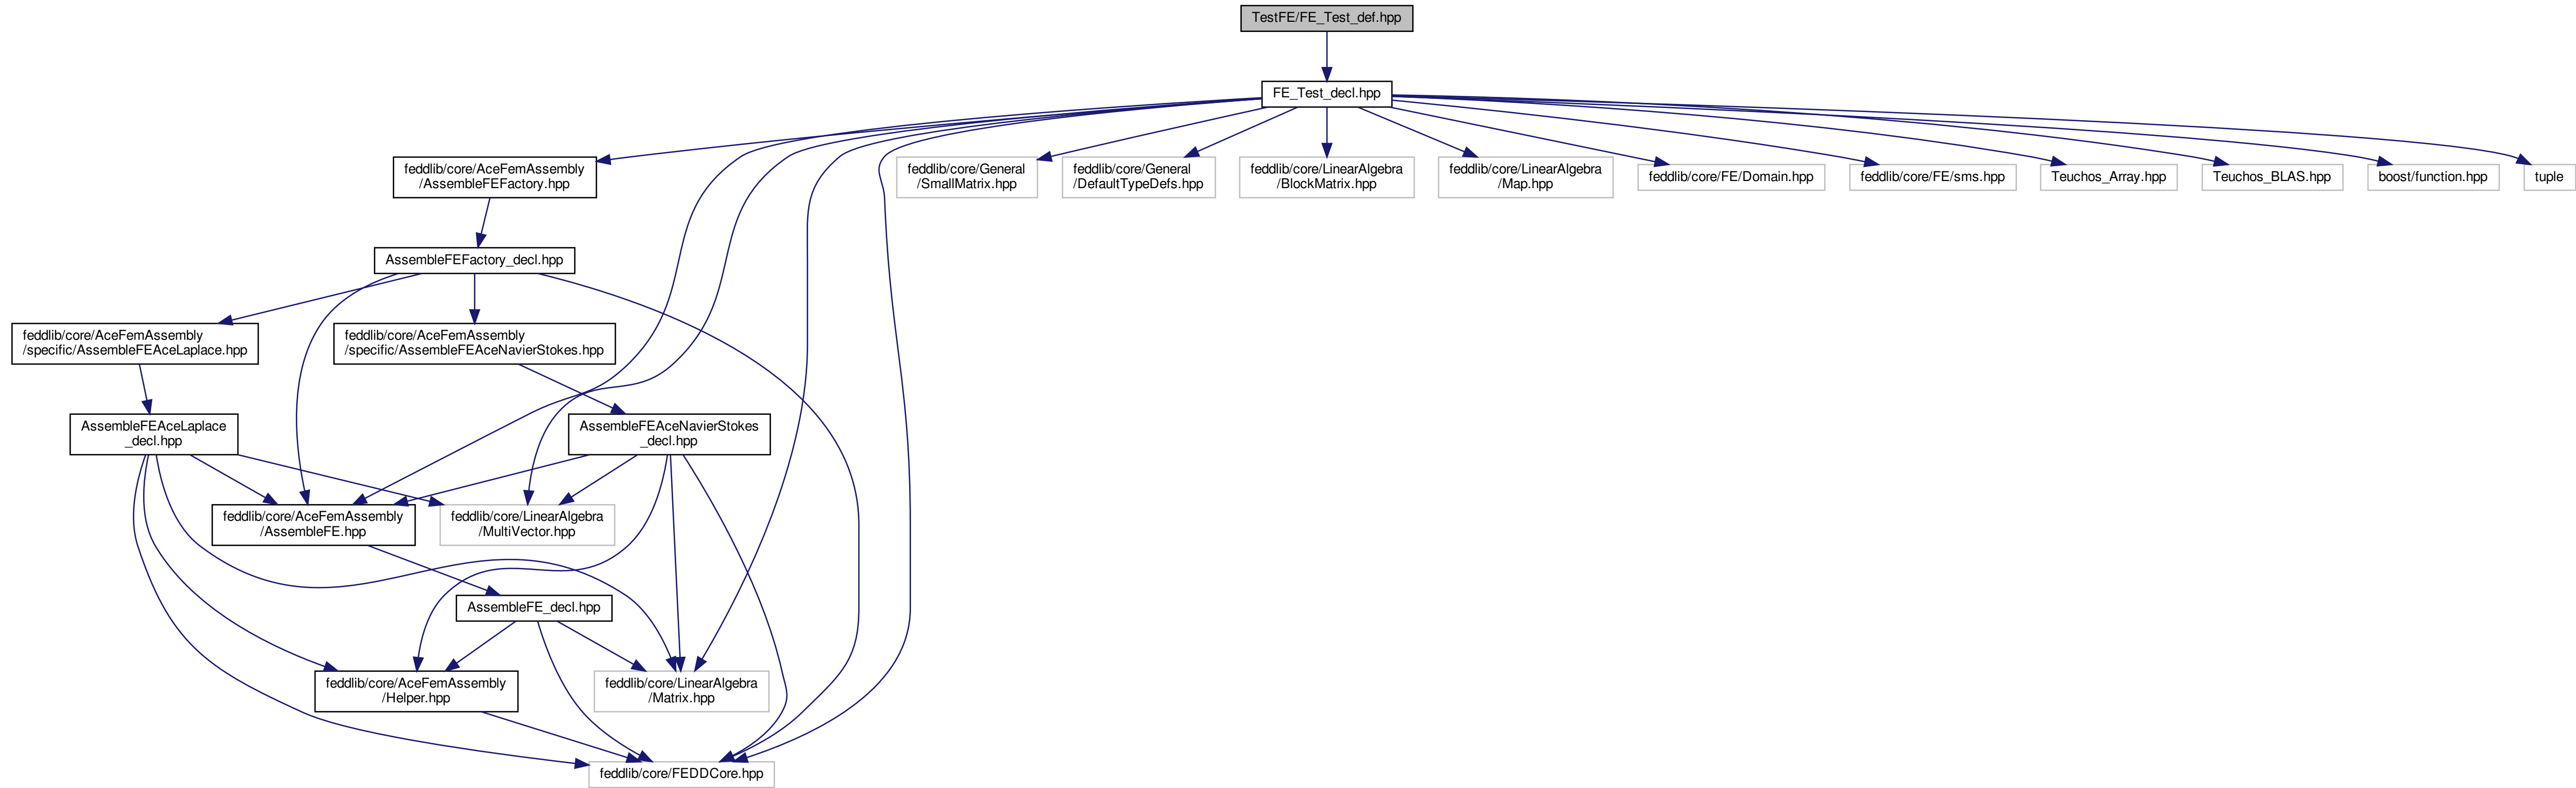 TestFE/FE_Test_def.hpp
FE_Test_decl.hpp
feddlib/core/AceFemAssembly
/AssembleFEFactory.hpp
feddlib/core/General
/SmallMatrix.hpp
feddlib/core/General
/DefaultTypeDefs.hpp
feddlib/core/LinearAlgebra
/BlockMatrix.hpp
feddlib/core/LinearAlgebra
/Map.hpp
feddlib/core/FE/Domain.hpp
feddlib/core/FE/sms.hpp
Teuchos_Array.hpp
Teuchos_BLAS.hpp
boost/function.hpp
tuple
AssembleFEFactory_decl.hpp
feddlib/core/AceFemAssembly
/specific/AssembleFEAceLaplace.hpp
feddlib/core/AceFemAssembly
/specific/AssembleFEAceNavierStokes.hpp
AssembleFEAceLaplace
_decl.hpp
AssembleFEAceNavierStokes
_decl.hpp
feddlib/core/AceFemAssembly
/AssembleFE.hpp
feddlib/core/LinearAlgebra
/MultiVector.hpp
AssembleFE_decl.hpp
feddlib/core/AceFemAssembly
/Helper.hpp
feddlib/core/LinearAlgebra
/Matrix.hpp
feddlib/core/FEDDCore.hpp